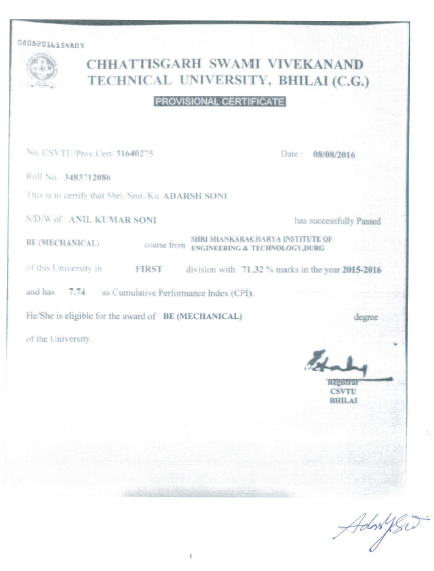 08082016154A03
CHHATTISGARH SWAMI VIVEKANAND
TECHNICAL UNIVERSITY, BHILAI (C.G.)
PROVISIONAL CERTIFICATE
No. CSVTU/Prov.Cert/ 31640275 Date : 08/08/2016
Roll No. 3483712086
This is to certify that Shri./Smt./Ku. ADARSH SONI
S/D/W of ANIL KUMAR SONI has successfully Passed
BE (MECHANICAL) course from SHRI SHANKARACHARYA INSTITUTE OF
ENGINEERING & TECHNOLOGY,DURG
of this University in FIRST division with 71.32 % marks in the year 2015-2016
and has 7.74 as Cumulative Performance Index (CPI).
He/She is eligible for the award of BE (MECHANICAL) degree
of the University.
Registrar
CSVTU
BHILAI
1